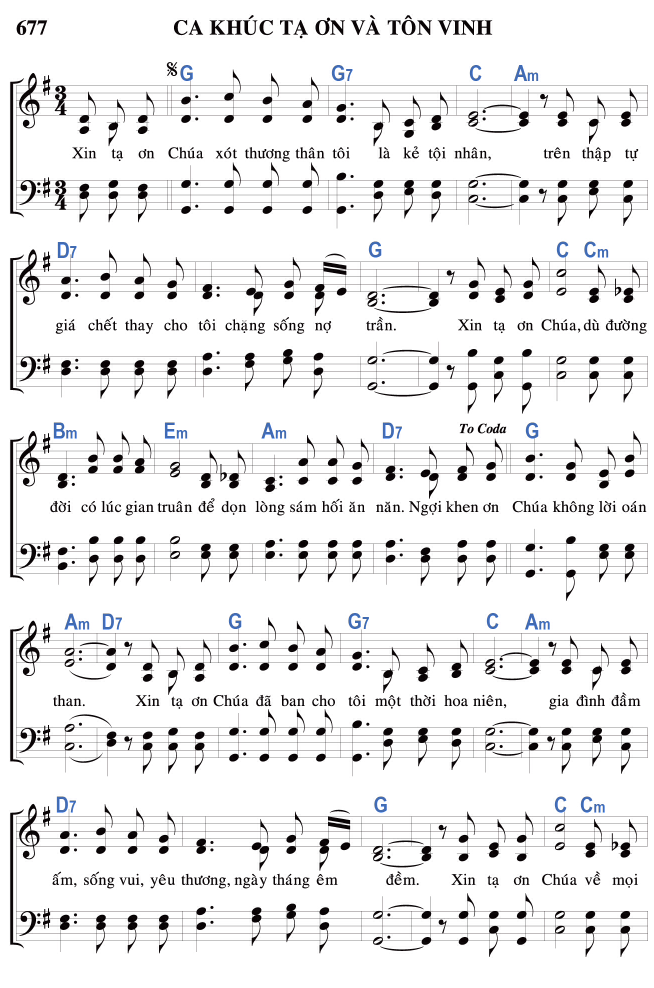 677 CA KHÚC TẠ ƠN VÀ TÔN VINH
G G7 C Am
3/4
Xin tạ ơn Chúa xót thương thân tôi là kẻ tội nhân, trên thập tự
3/4
D7 G C Cm
giá chết thay cho tôi chặng sống nợ trần. Xin tạ ơn Chúa, dù đường
To Coda
Bm Em Am D7 G
đời có lúc gian truân để dọn lòng sám hối ăn năn. Ngợi khen ơn Chúa không lời oán
Am D7 G G7 C Am
than. Xin tạ ơn Chúa đã ban cho tôi một thời hoa niên, gia đình đầm
D7 G C Cm
ấm, sống vui, yêu thương, ngày tháng êm đềm. Xin tạ ơn Chúa về mọi